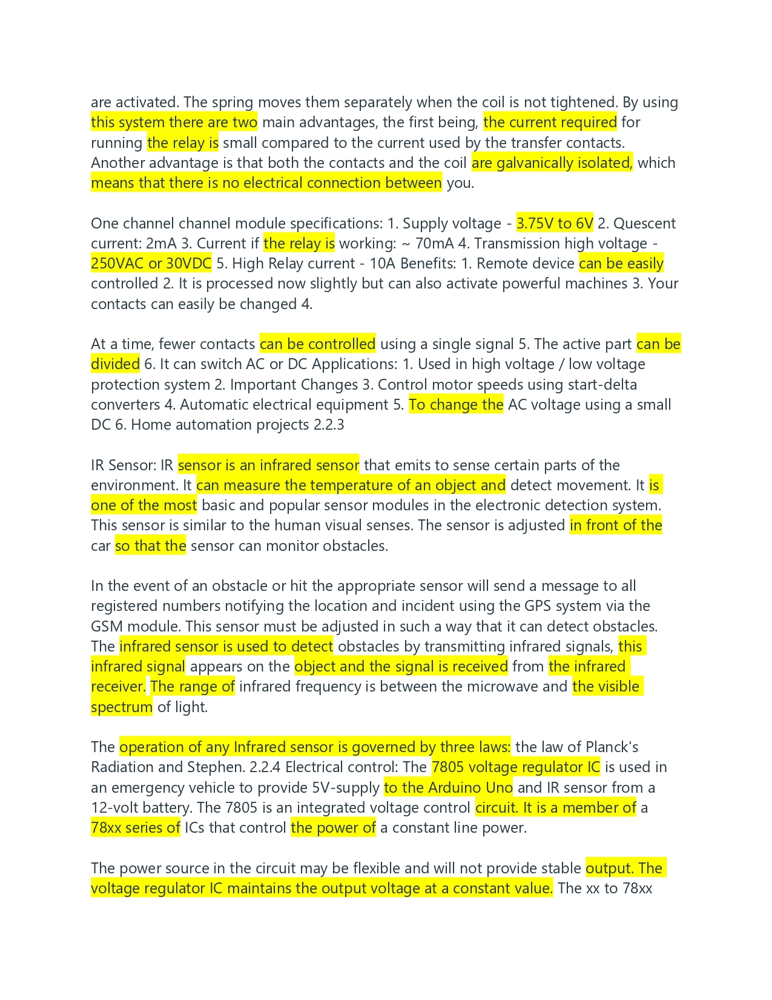 are activated. The spring moves them separately when the coil is not tightened. By using
this system there are two main advantages, the first being, the current required for
running the relay is small compared to the current used by the transfer contacts.
Another advantage is that both the contacts and the coil are galvanically isolated, which
means that there is no electrical connection between you.
One channel channel module specifications: 1. Supply voltage - 3.75V to 6V 2. Quescent
current: 2mA 3. Current if the relay is working: ~ 70mA 4. Transmission high voltage -
250VAC or 30VDC 5. High Relay current - 10A Benefits: 1. Remote device can be easily
controlled 2. It is processed now slightly but can also activate powerful machines 3. Your
contacts can easily be changed 4.
At a time, fewer contacts can be controlled using a single signal 5. The active part can be
divided 6. It can switch AC or DC Applications: 1. Used in high voltage / low voltage
protection system 2. Important Changes 3. Control motor speeds using start-delta
converters 4. Automatic electrical equipment 5. To change the AC voltage using a small
DC 6. Home automation projects 2.2.3
IR Sensor: IR sensor is an infrared sensor that emits to sense certain parts of the
environment. It can measure the temperature of an object and detect movement. It is
one of the most basic and popular sensor modules in the electronic detection system.
This sensor is similar to the human visual senses. The sensor is adjusted in front of the
car so that the sensor can monitor obstacles.
In the event of an obstacle or hit the appropriate sensor will send a message to all
registered numbers notifying the location and incident using the GPS system via the
GSM module. This sensor must be adjusted in such a way that it can detect obstacles.
The infrared sensor is used to detect obstacles by transmitting infrared signals, this
infrared signal appears on the object and the signal is received from the infrared
receiver. The range of infrared frequency is between the microwave and the visible
spectrum of light.
The operation of any Infrared sensor is governed by three laws: the law of Planck's
Radiation and Stephen. 2.2.4 Electrical control: The 7805 voltage regulator IC is used in
an emergency vehicle to provide 5V-supply to the Arduino Uno and IR sensor from a
12-volt battery. The 7805 is an integrated voltage control circuit. It is a member of a
78xx series of ICs that control the power of a constant line power.
The power source in the circuit may be flexible and will not provide stable output. The
voltage regulator IC maintains the output voltage at a constant value. The xx to 78xx